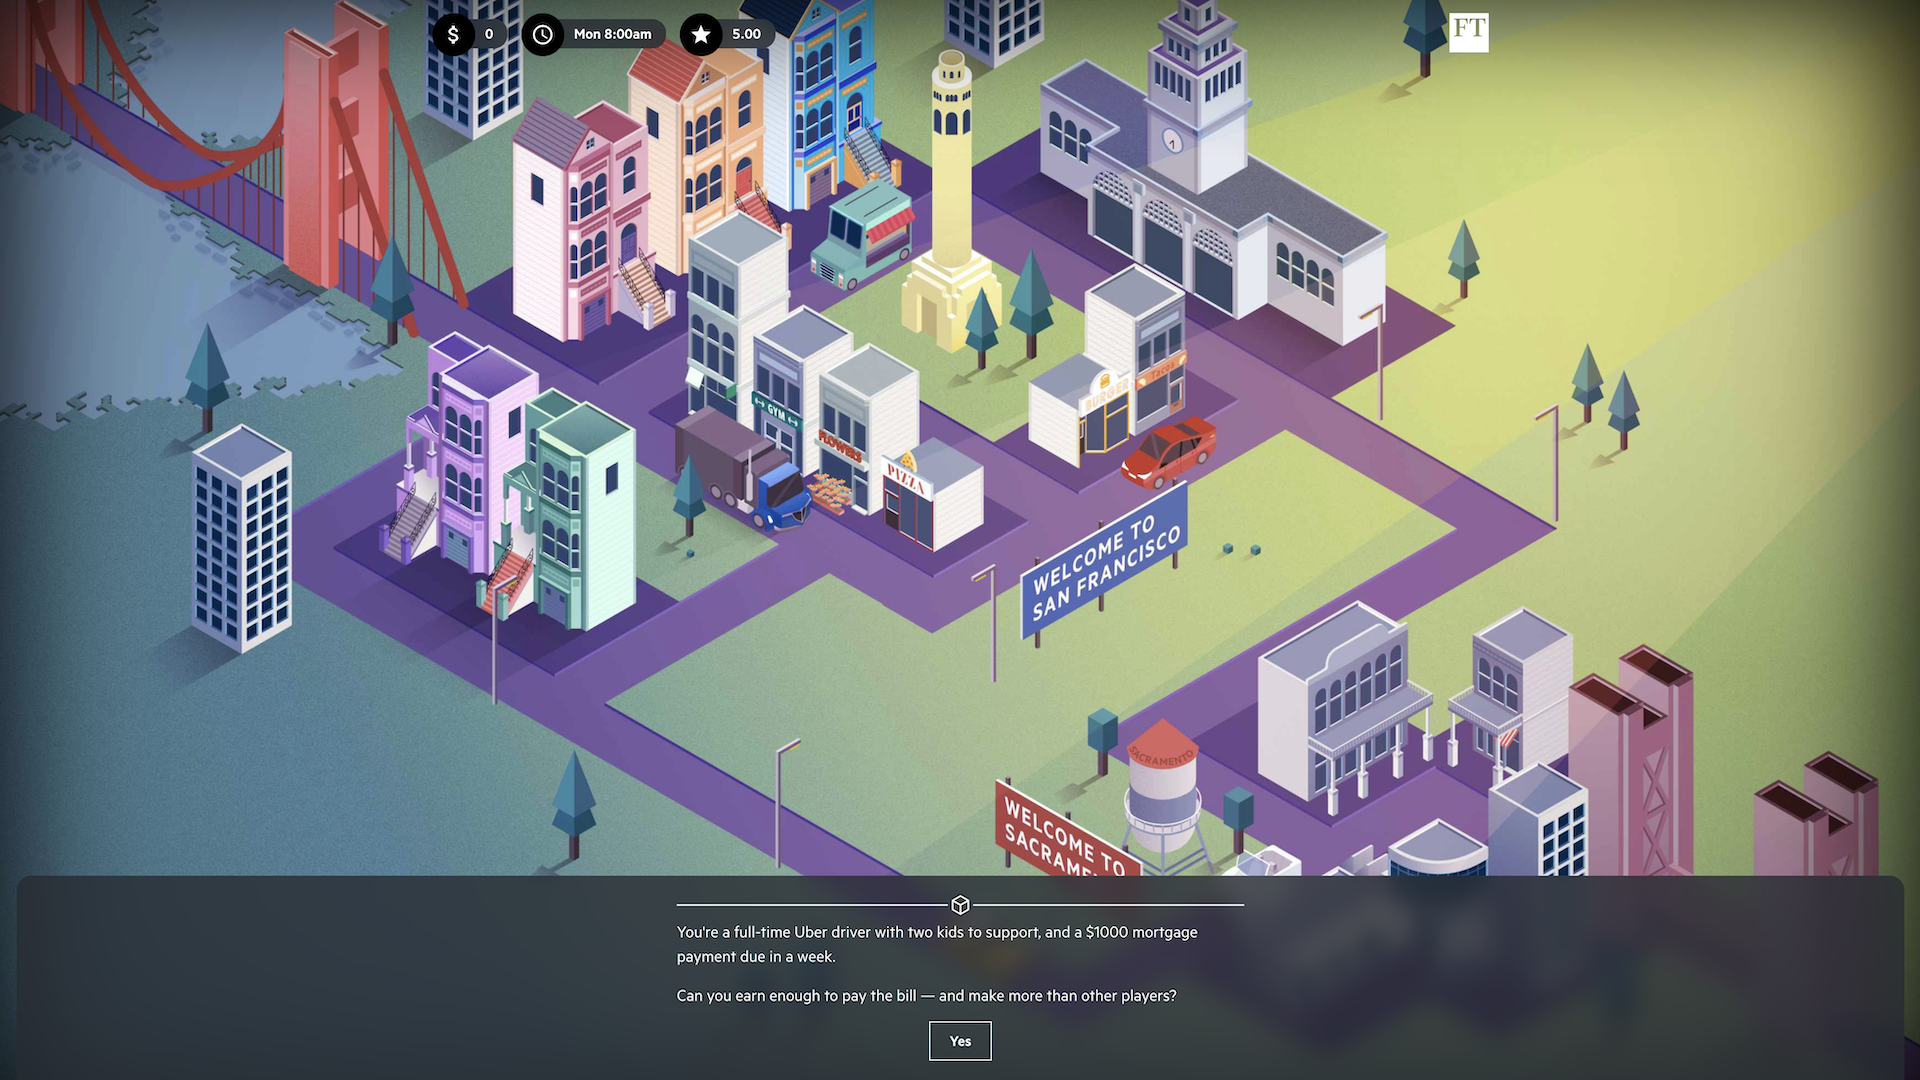 $ 0
Mon 8:00am
5.00
FT
1
GYM
FLOWERS
PIZZA
BURGER
Tacos
WELCOME TO
SAN FRANCISCO
SACRAMENTO
WELCOME TO
SACRAME
You're a full-time Uber driver with two kids to support, and a $1000 mortgage
payment due in a week.
Can you earn enough to pay the bill — and make more than other players?
Yes